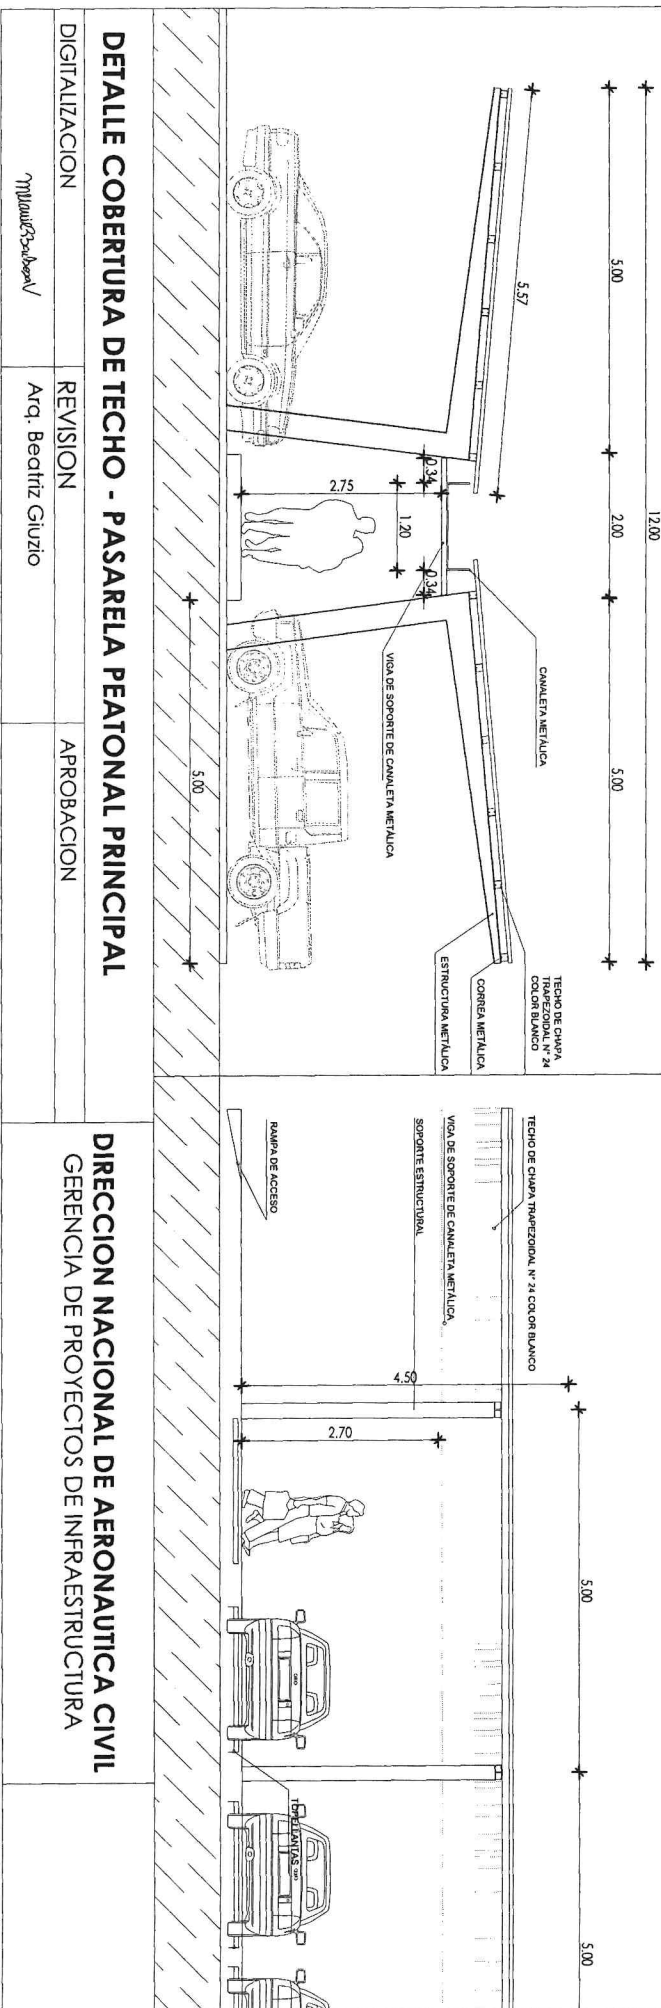 12.00
5.00
2.00
5.00
5.57
0.34
0.34
1.20
2.75
5.00
CANALETA METÁLICA
VIGA DE SOPORTE DE CANALETA METÁLICA
TECHO DE CHAPA
TRAPEZOIDAL N° 24
COLOR BLANCO
CORREA METÁLICA
ESTRUCTURA METÁLICA
TECHO DE CHAPA TRAPEZOIDAL N° 24 COLOR BLANCO
VIGA DE SOPORTE DE CANALETA METÁLICA
SOPORTE ESTRUCTURAL
RAMPA DE ACCESO
4.50
2.70
5.00
5.00
TOPELLANTAS
DETALLE COBERTURA DE TECHO - PASARELA PEATONAL PRINCIPAL
DIGITALIZACION
REVISION
Arq. Beatriz Giuzio
APROBACION
DIRECCION NACIONAL DE AERONAUTICA CIVIL
GERENCIA DE PROYECTOS DE INFRAESTRUCTURA